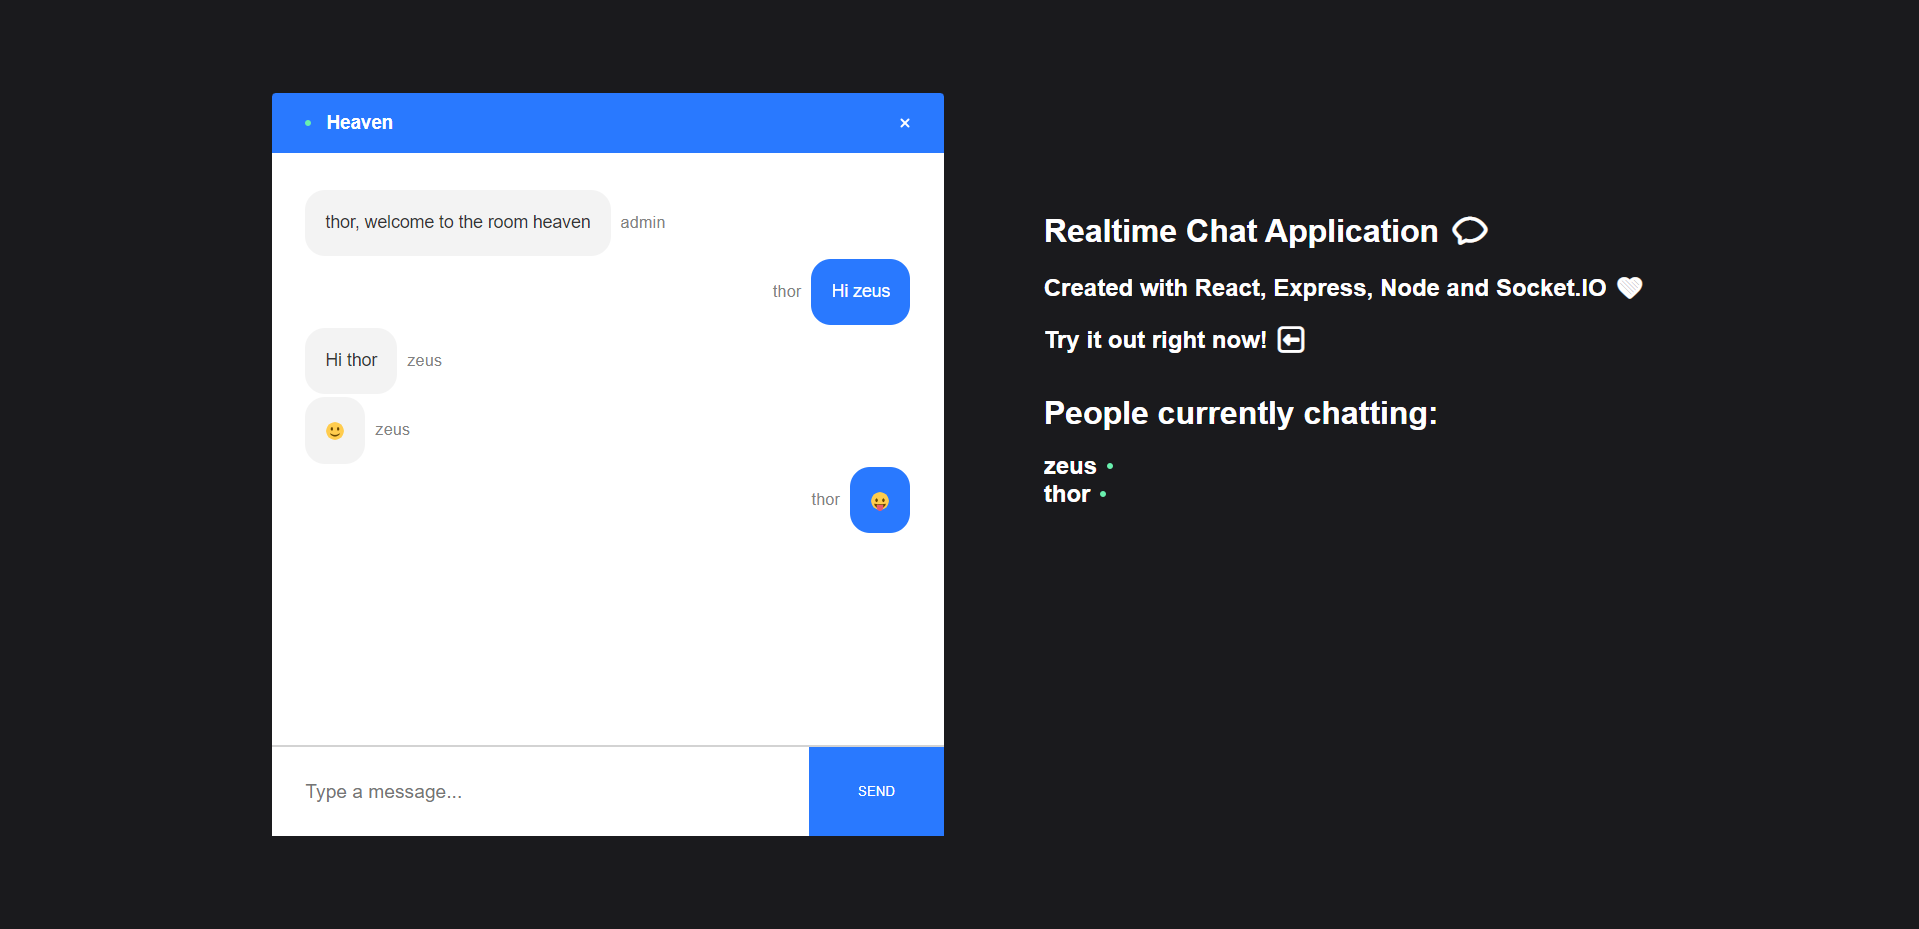 Heaven
thor, welcome to the room heaven admin
thor Hi zeus
Hi thor zeus
🙂 zeus
thor 😛
Type a message...
SEND
Realtime Chat Application 💬
Created with React, Express, Node and Socket.IO 🤍
Try it out right now! ⬅️
People currently chatting:
zeus
thor